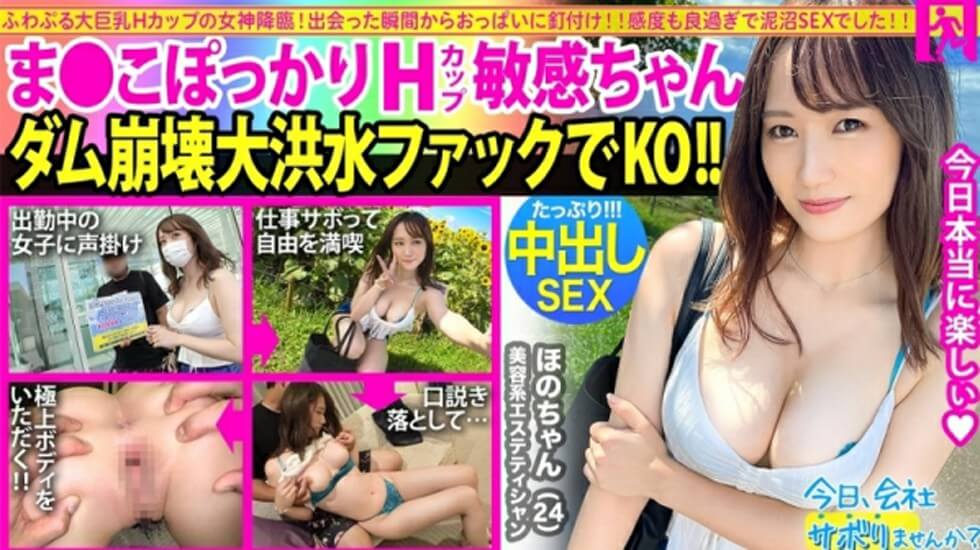 ふわぷる大巨乳Hカップの女神降臨！出会った瞬間からおっぱいに釘付け！！感度も良過ぎで泥沼SEXでした！！
ま●こぽっかりHカップ敏感ちゃん
ダム崩壊大洪水ファックでKO!!
出勤中の
女子に声掛け
仕事サボって
自由を満喫
たっぷり!!!
中出し
SEX
極上ボディを
いただく!!
口説き
落として…
ほのちゃん（24）
美容系エステティシャン
今日本当に楽しい♥
今日、会社
サボりませんか？